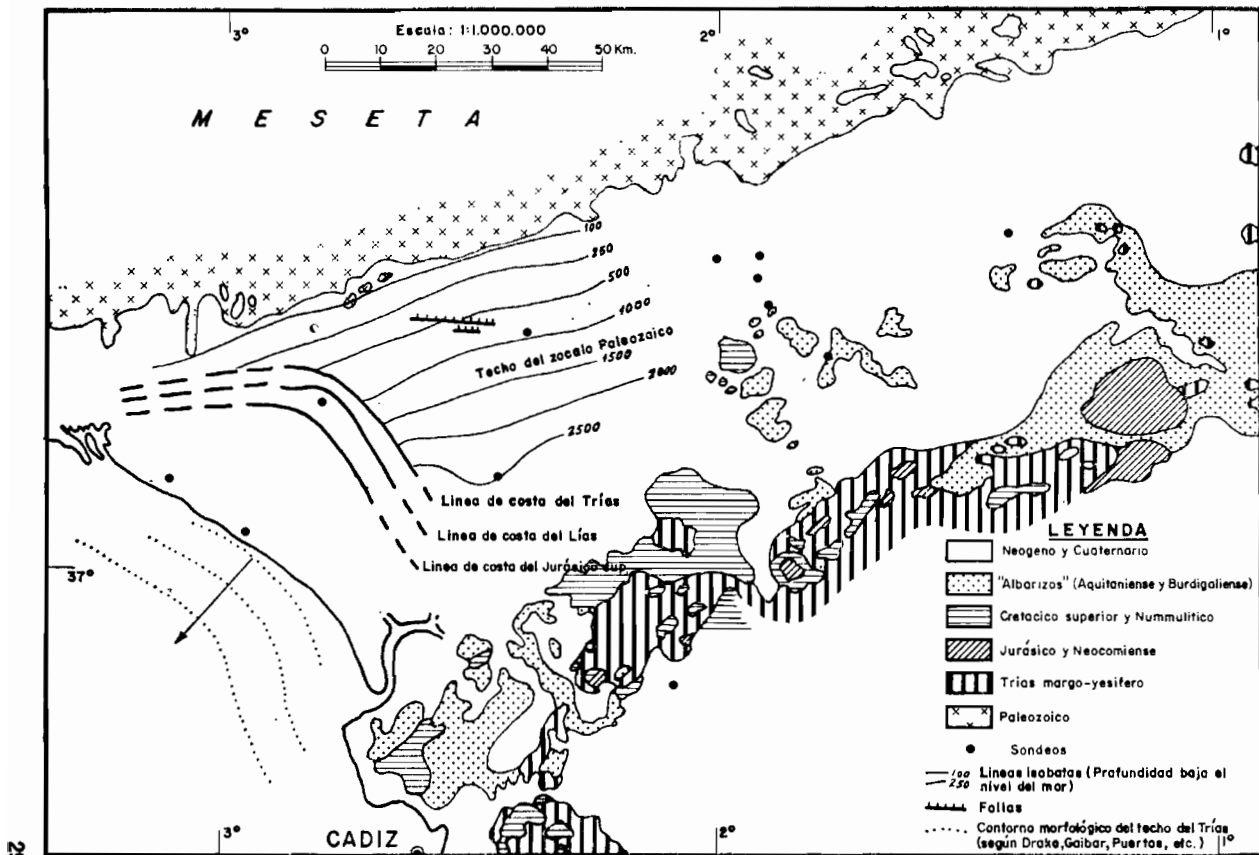 3°
Escala: 1:1.000.000
2°
1°
0 10 20 30 40 50 Km.
MESETA
100
250
500
1000
Techo del zocalo Paleozoico
1500
2000
2500
Linea de costa del Trías
Linea de costa del Lías
Linea de costa del Jurásico sup.
37°
LEYENDA
Neogeno y Cuaternario
"Albarizos" (Aquitaniense y Burdigaliense)
Cretacico superior y Nummulitico
Jurásico y Neocomiense
Trías margo-yesifero
Paleozoico
Sondeos
100 Lineas isobatas (Profundidad bajo el
250 nivel del mar)
Fallas
Contorno morfológico del techo del Trías
(según Drake, Gaibar, Puertas, etc.)
3°
CADIZ
2°
1°